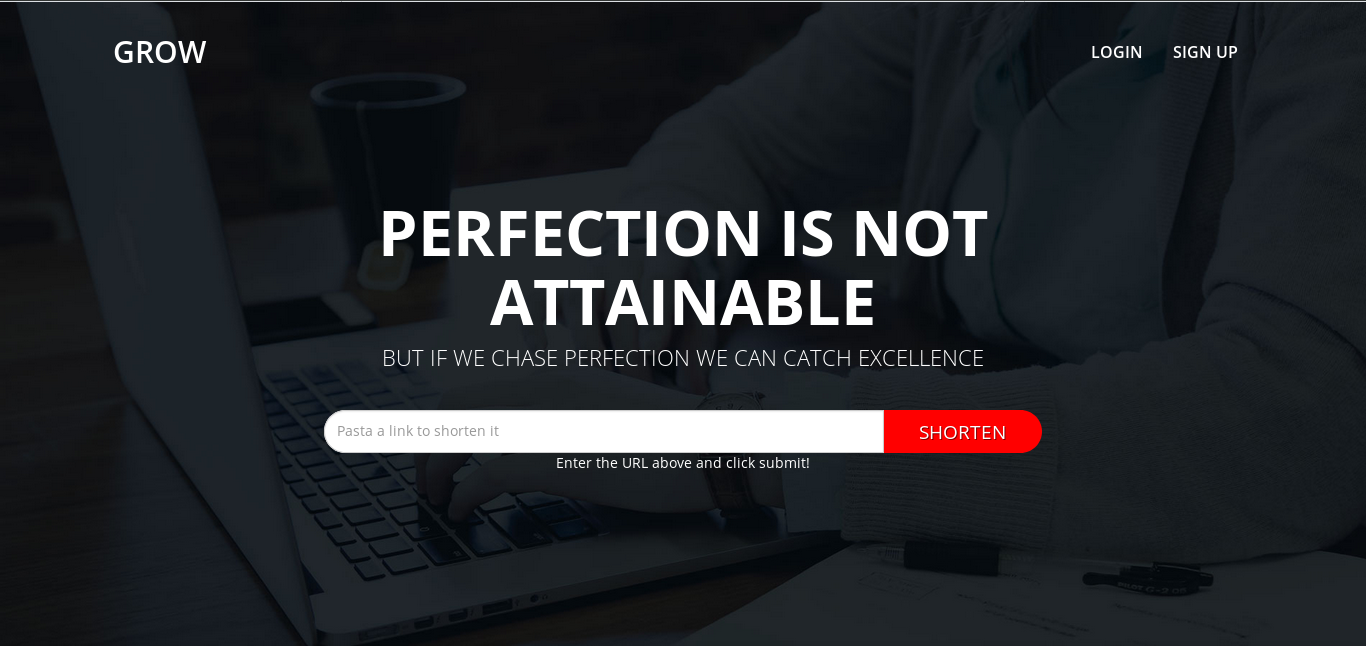 GROW
LOGIN
SIGN UP
PERFECTION IS NOT
ATTAINABLE
BUT IF WE CHASE PERFECTION WE CAN CATCH EXCELLENCE
Pasta a link to shorten it
SHORTEN
Enter the URL above and click submit!